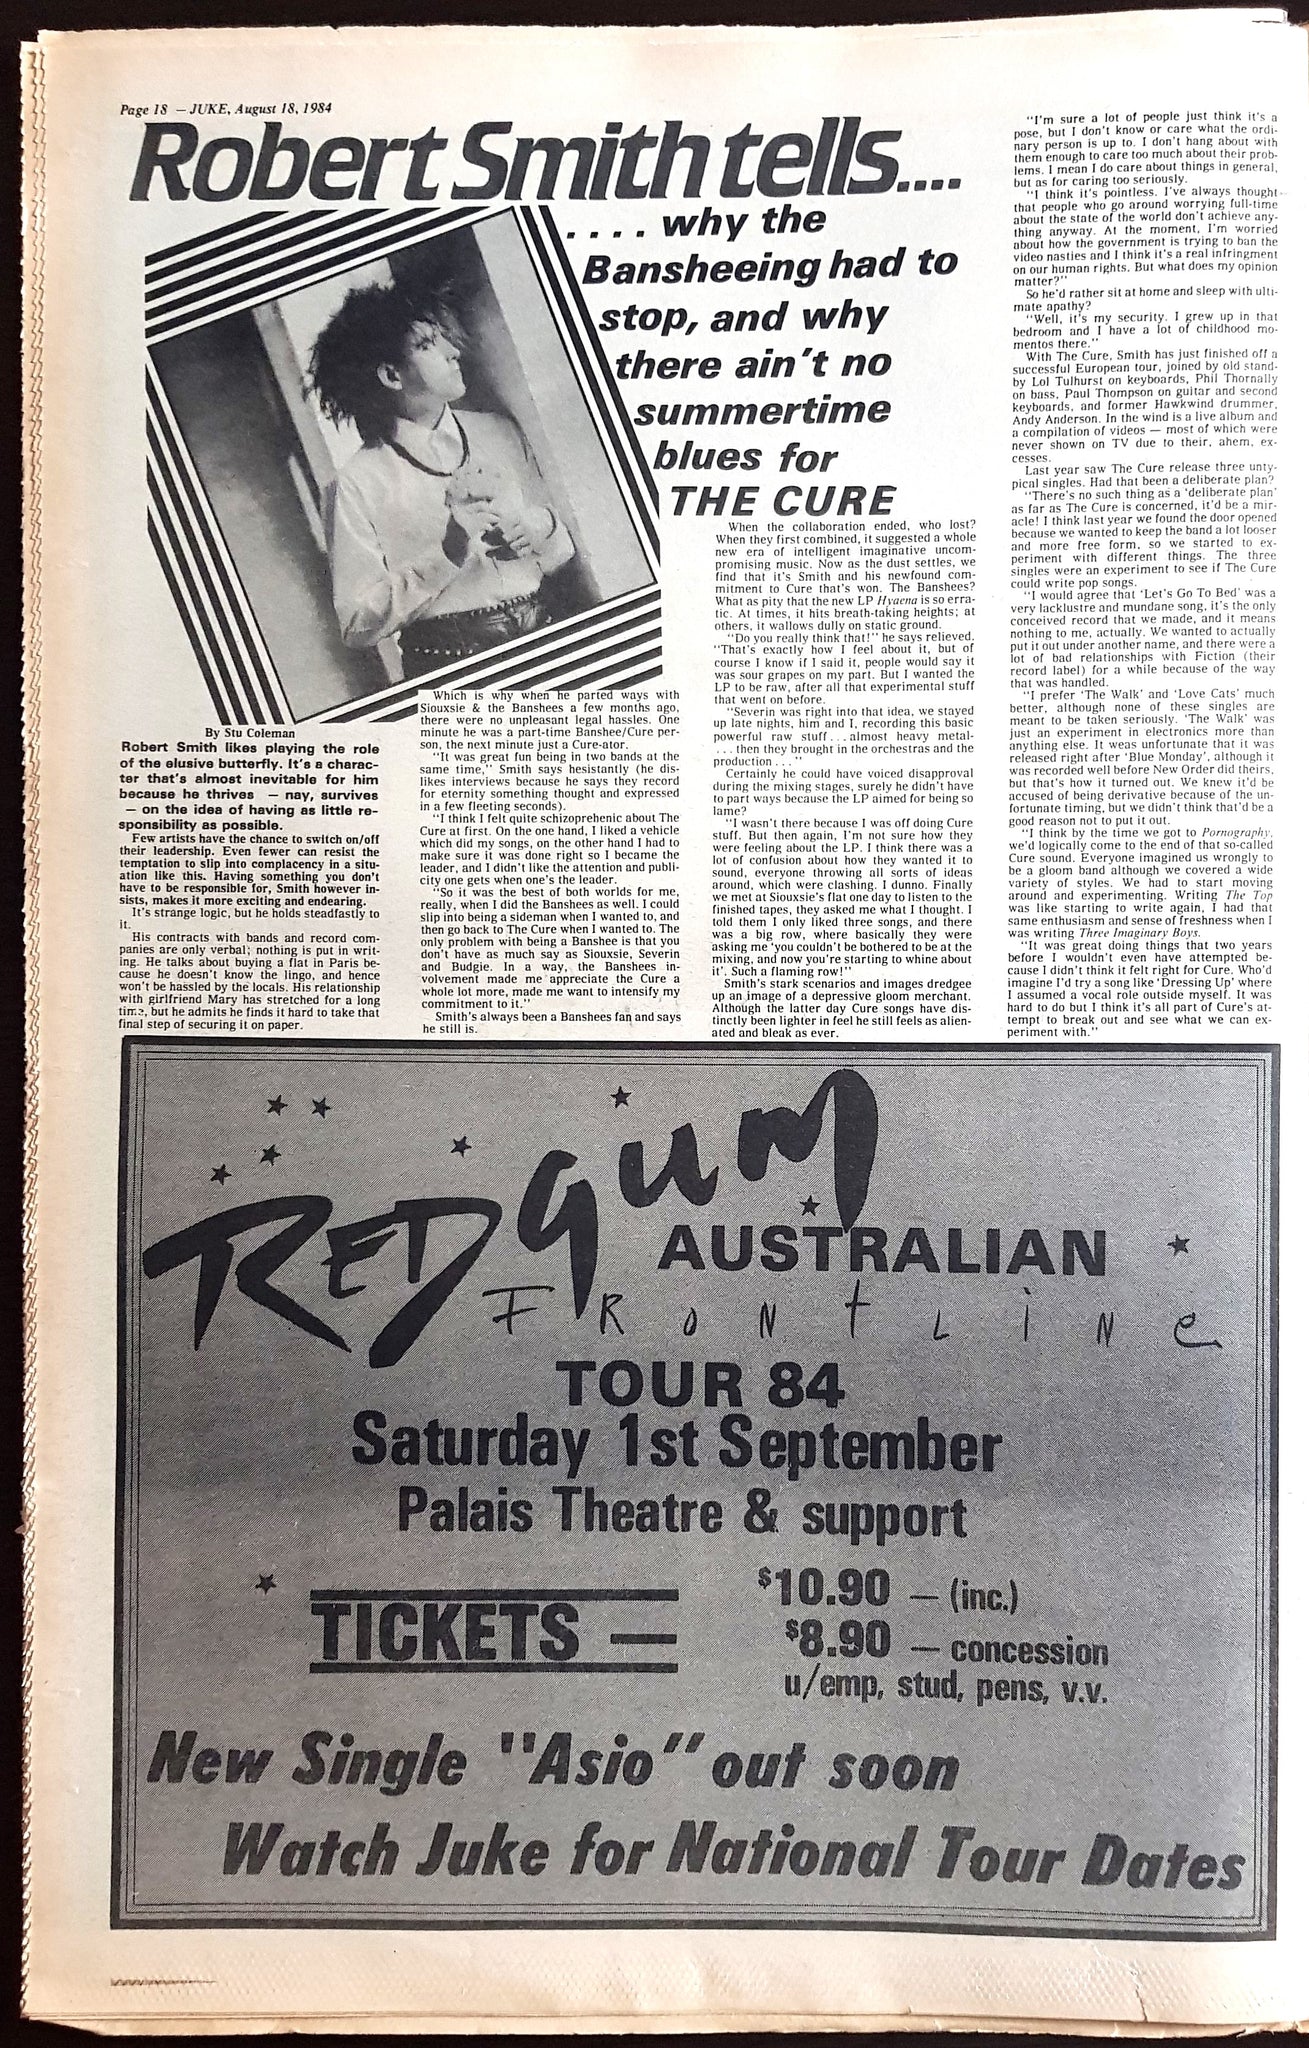 Page 18 — JUKE, August 18, 1984
Robert Smith tells....
.... why the
Bansheeing had to
stop, and why
there ain't no
summertime
blues for
THE CURE
By Stu Coleman
Robert Smith likes playing the role
of the elusive butterfly. It's a charac-
ter that's almost inevitable for him
because he thrives — nay, survives
— on the idea of having as little re-
sponsibility as possible.
Few artists have the chance to switch on/off
their leadership. Even fewer can resist the
temptation to slip into complacency in a situ-
ation like this. Having something you don't
have to be responsible for, Smith however in-
sists, makes it more exciting and endearing.
It's strange logic, but he holds steadfastly to
it.
His contracts with bands and record com-
panies are only verbal; nothing is put in writ-
ing. He talks about buying a flat in Paris be-
cause he doesn't know the lingo, and hence
won't be hassled by the locals. His relationship
with girlfriend Mary has stretched for a long
time, but he admits he finds it hard to take that
final step of securing it on paper.
Which is why when he parted ways with
Siouxsie & the Banshees a few months ago,
there were no unpleasant legal hassles. One
minute he was a part-time Banshee/Cure per-
son, the next minute just a Cure-ator.
"It was great fun being in two bands at the
same time," Smith says hesistantly (he dis-
likes interviews because he says they record
for eternity something thought and expressed
in a few fleeting seconds).
"I think I felt quite schizoprehenic about The
Cure at first. On the one hand, I liked a vehicle
which did my songs, on the other hand I had to
make sure it was done right so I became the
leader, and I didn't like the attention and publi-
city one gets when one's the leader.
"So it was the best of both worlds for me,
really, when I did the Banshees as well. I could
slip into being a sideman when I wanted to, and
then go back to The Cure when I wanted to. The
only problem with being a Banshee is that you
don't have as much say as Siouxsie, Severin
and Budgie. In a way, the Banshees in-
volvement made me appreciate the Cure a
whole lot more, made me want to intensify my
commitment to it."
Smith's always been a Banshees fan and says
he still is.
When the collaboration ended, who lost?
When they first combined, it suggested a whole
new era of intelligent imaginative uncom-
promising music. Now as the dust settles, we
find that it's Smith and his newfound com-
mitment to Cure that's won. The Banshees?
What as pity that the new LP Hyaena is so erra-
tic. At times, it hits breath-taking heights; at
others, it wallows dully on static ground.
"Do you really think that!" he says relieved.
"That's exactly how I feel about it, but of
course I know if I said it, people would say it
was sour grapes on my part. But I wanted the
LP to be raw, after all that experimental stuff
that went on before.
"Severin was right into that idea, we stayed
up late nights, him and I, recording this basic
powerful raw stuff... almost heavy metal-
... then they brought in the orchestras and the
production..."
Certainly he could have voiced disapproval
during the mixing stages, surely he didn't have
to part ways because the LP aimed for being so
lame?
"I wasn't there because I was off doing Cure
stuff. But then again, I'm not sure how they
were feeling about the LP. I think there was a
lot of confusion about how they wanted it to
sound, everyone throwing all sorts of ideas
around, which were clashing. I dunno. Finally
we met at Siouxsie's flat one day to listen to the
finished tapes, they asked me what I thought. I
told them I only liked three songs, and there
was a big row, where basically they were
asking me 'you couldn't be bothered to be at the
mixing, and now you're starting to whine about
it'. Such a flaming row!"
Smith's stark scenarios and images dredgee
up an image of a depressive gloom merchant.
Although the latter day Cure songs have dis-
tinctly been lighter in feel he still feels as alien-
ated and bleak as ever.
"I'm sure a lot of people just think it's a
pose, but I don't know or care what the ordi-
nary person is up to. I don't hang about with
them enough to care too much about their prob-
lems. I mean I do care about things in general,
but as for caring too seriously.
"I think it's pointless. I've always thought
that people who go around worrying full-time
about the state of the world don't achieve any-
thing anyway. At the moment, I'm worried
about how the government is trying to ban the
video nasties and I think it's a real infringment
on our human rights. But what does my opinion
matter?"
So he'd rather sit at home and sleep with ulti-
mate apathy?
"Well, it's my security. I grew up in that
bedroom and I have a lot of childhood mo-
mentos there."
With The Cure, Smith has just finished off a
successful European tour, joined by old stand-
by Lol Tulhurst on keyboards, Phil Thornally
on bass, Paul Thompson on guitar and second
keyboards, and former Hawkwind drummer,
Andy Anderson. In the wind is a live album and
a compilation of videos — most of which were
never shown on TV due to their, ahem, ex-
cesses.
Last year saw The Cure release three unty-
pical singles. Had that been a deliberate plan?
"There's no such thing as a 'deliberate plan'
as far as The Cure is concerned, it'd be a mir-
acle! I think last year we found the door opened
because we wanted to keep the band a lot looser
and more free form, so we started to ex-
periment with different things. The three
singles were an experiment to see if The Cure
could write pop songs.
"I would agree that 'Let's Go To Bed' was a
very lacklustre and mundane song, it's the only
conceived record that we made, and it means
nothing to me, actually. We wanted to actually
put it out under another name, and there were a
lot of bad relationships with Fiction (their
record label) for a while because of the way
that was handled.
"I prefer 'The Walk' and 'Love Cats' much
better, although none of these singles are
meant to be taken seriously. 'The Walk' was
just an experiment in electronics more than
anything else. It weas unfortunate that it was
released right after 'Blue Monday', although it
was recorded well before New Order did theirs,
but that's how it turned out. We knew it'd be
accused of being derivative because of the un-
fortunate timing, but we didn't think that'd be a
good reason not to put it out.
"I think by the time we got to Pornography,
we'd logically come to the end of that so-called
Cure sound. Everyone imagined us wrongly to
be a gloom band although we covered a wide
variety of styles. We had to start moving
around and experimenting. Writing The Top
was like starting to write again, I had that
same enthusiasm and sense of freshness when I
was writing Three Imaginary Boys.
"It was great doing things that two years
before I wouldn't even have attempted be-
cause I didn't think it felt right for Cure. Who'd
imagine I'd try a song like 'Dressing Up' where
I assumed a vocal role outside myself. It was
hard to do but I think it's all part of Cure's at-
tempt to break out and see what we can ex-
periment with."
REDgum
AUSTRALIAN
FRONTLINE
TOUR 84
Saturday 1st September
Palais Theatre & support
TICKETS —
$10.90 — (inc.)
$8.90 — concession
u/emp, stud, pens, v.v.
New Single "Asio" out soon
Watch Juke for National Tour Dates